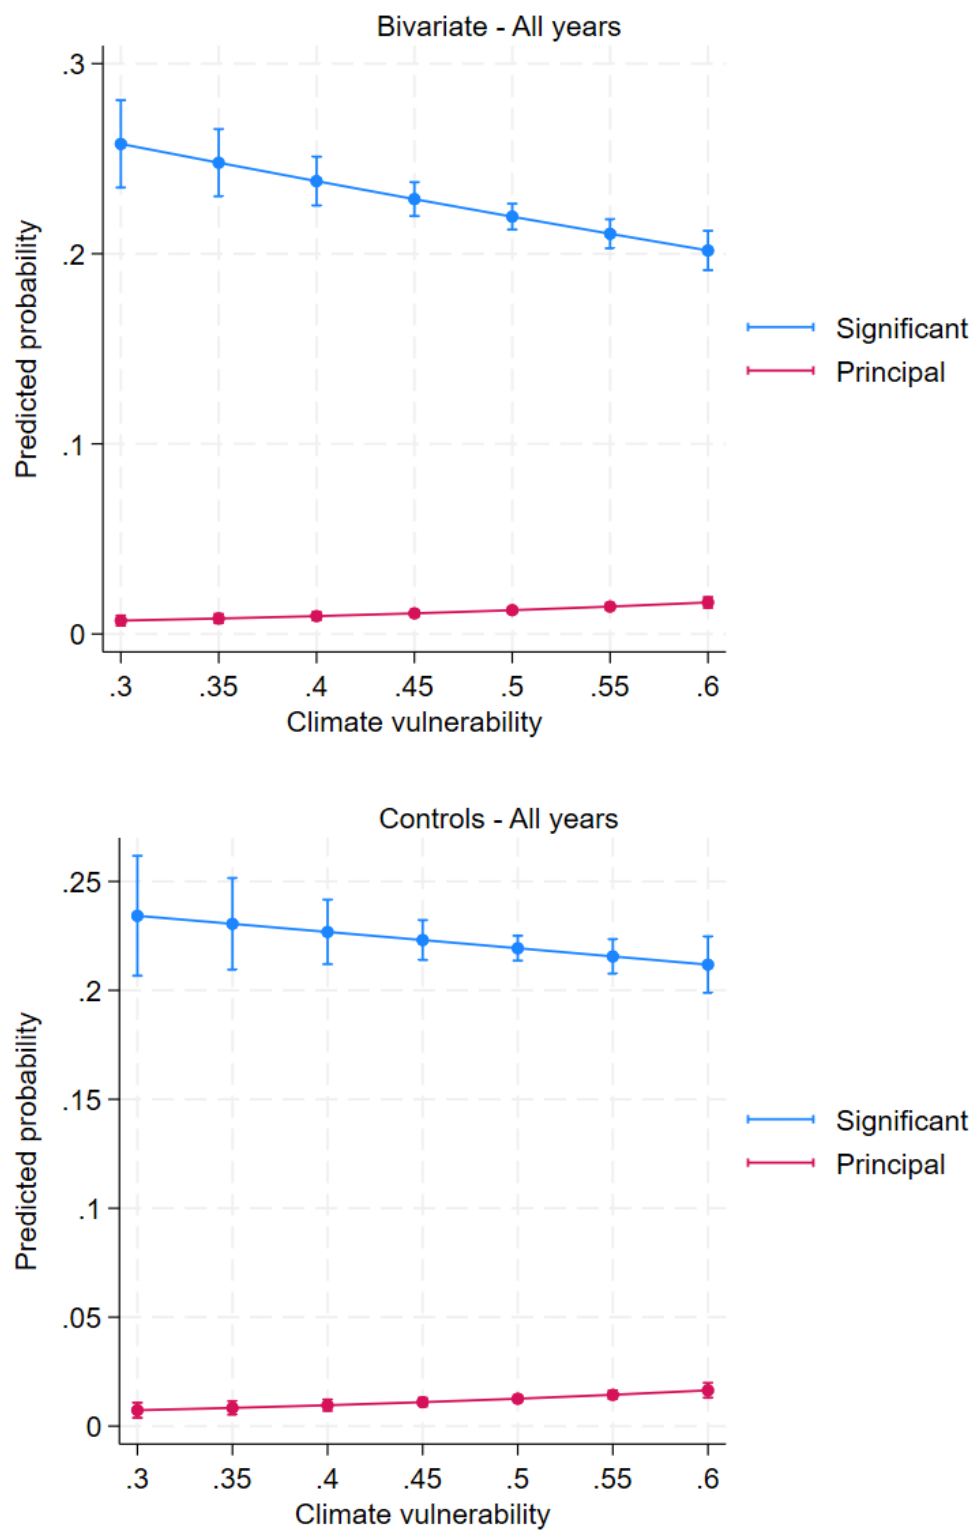 Bivariate - All years
.3
.2
.1
0
Predicted probability
.3 .35 .4 .45 .5 .55 .6
Climate vulnerability
Significant
Principal
Controls - All years
.25
.2
.15
.1
.05
0
Predicted probability
.3 .35 .4 .45 .5 .55 .6
Climate vulnerability
Significant
Principal